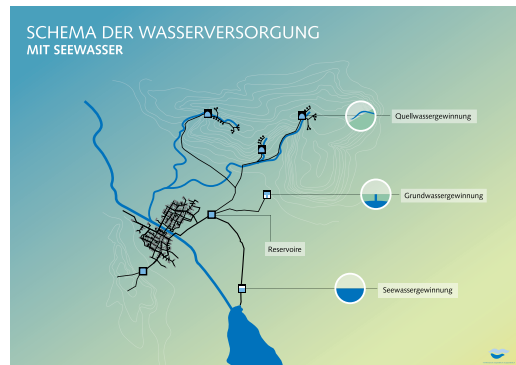 SCHEMA DER WASSERVERSORGUNG
MIT SEEWASSER
Quellwassergewinnung
Grundwassergewinnung
Reservoire
Seewassergewinnung